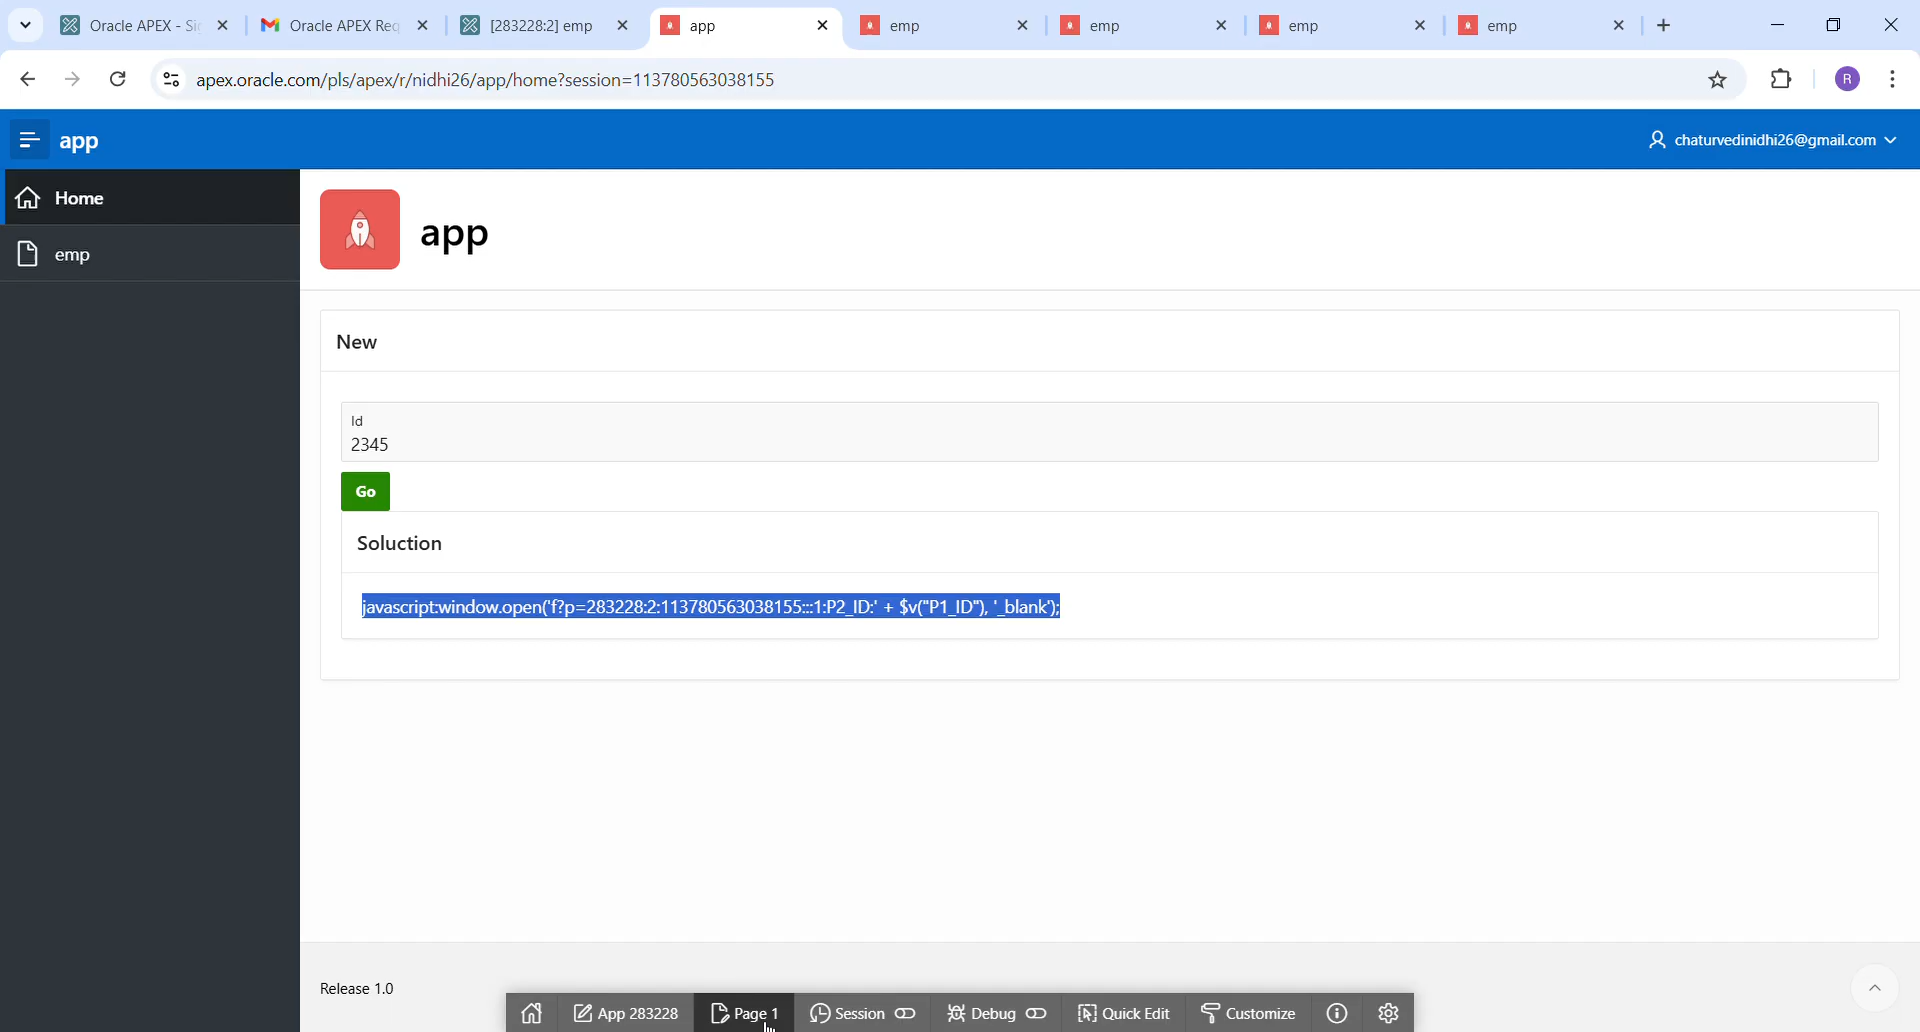 Oracle APEX - Si
Oracle APEX Req
[283228:2] emp
app
emp
emp
emp
emp
apex.oracle.com/pls/apex/r/nidhi26/app/home?session=113780563038155
R
app
chaturvedinidhi26@gmail.com
Home
emp
app
New
Id
2345
Go
Soluction
javascript:window.open('f?p=283228:2:113780563038155:::1:P2_ID:' + $v("P1_ID"), '_blank');
Release 1.0
App 283228
Page 1
Session
Debug
Quick Edit
Customize